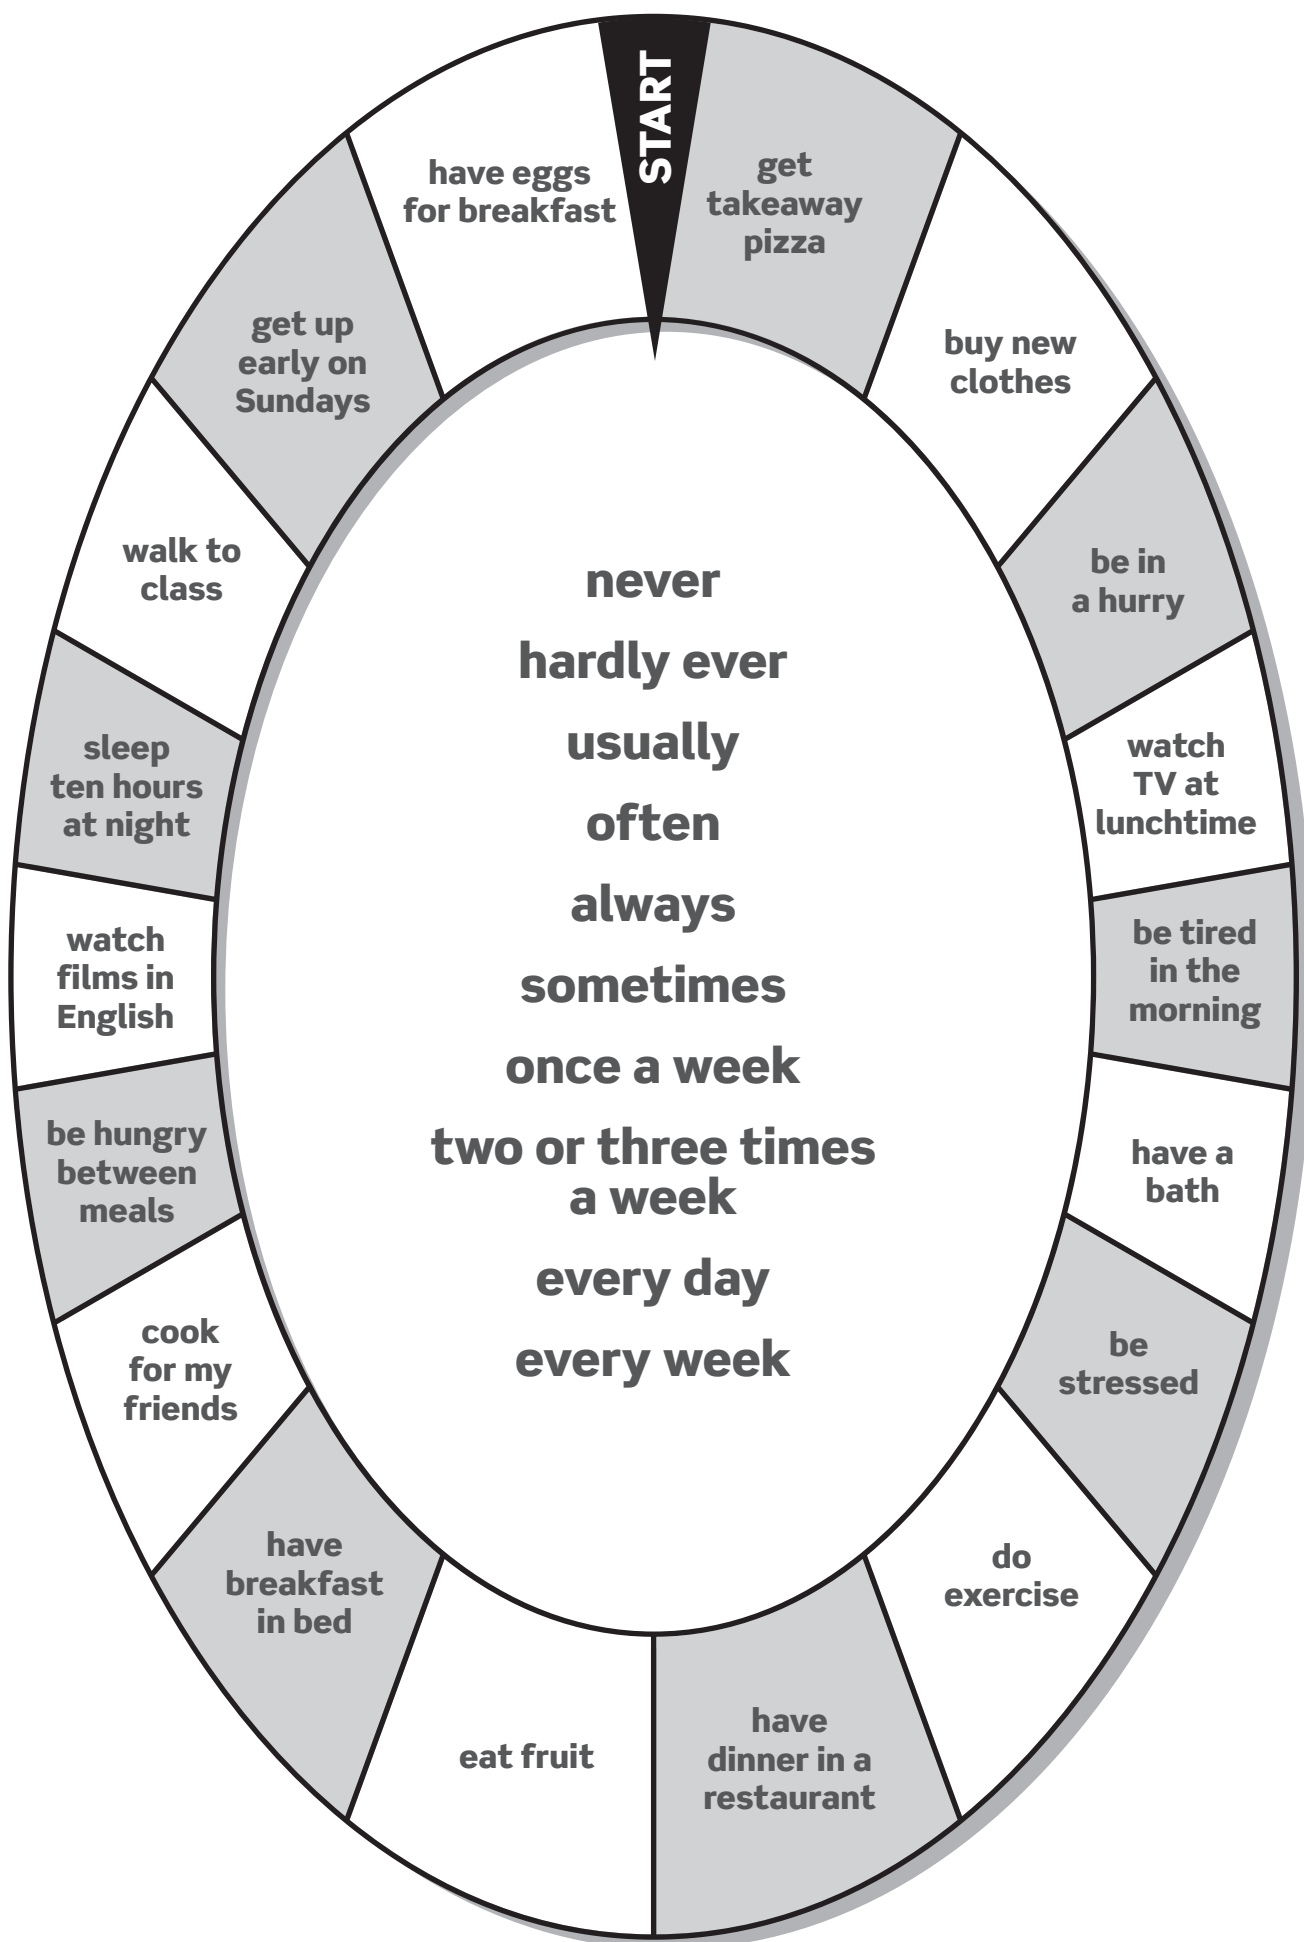 START
get
takeaway
pizza
buy new
clothes
be in
a hurry
watch
TV at
lunchtime
be tired
in the
morning
have a
bath
be
stressed
do
exercise
have
dinner in a
restaurant
eat fruit
have
breakfast
in bed
cook
for my
friends
be hungry
between
meals
watch
films in
English
sleep
ten hours
at night
walk to
class
get up
early on
Sundays
have eggs
for breakfast
never
hardly ever
usually
often
always
sometimes
once a week
two or three times
a week
every day
every week